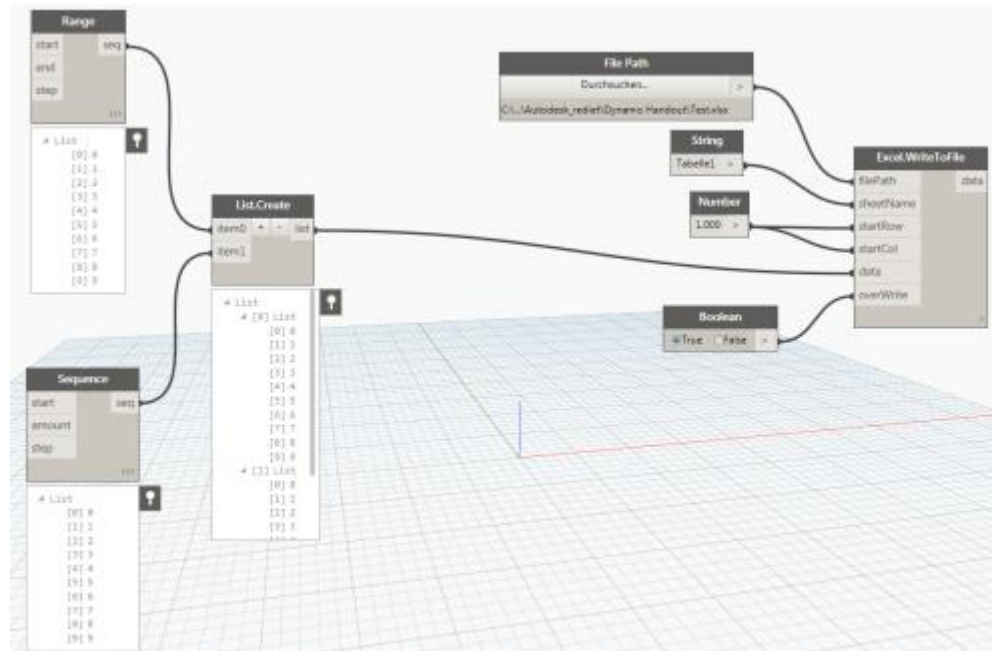 Range
start seq
end
step
List
[0] 0
[1] 1
[2] 2
[3] 3
[4] 4
[5] 5
[6] 6
[7] 7
[8] 8
[9] 9
Sequence
start seq
amount
step
List
[0] 0
[1] 1
[2] 2
[3] 3
[4] 4
[5] 5
[6] 6
[7] 7
[8] 8
[9] 9
List.Create
item0 + - list
item1
List
[0] List
[0] 0
[1] 1
[2] 2
[3] 3
[4] 4
[5] 5
[6] 6
[7] 7
[8] 8
[9] 9
[1] List
[0] 0
[1] 1
[2] 2
[3] 3
File Path
Durchsuchen... >
C:\...\Autodesk_redief\Dynamo Handout\Test.xlsx
String
Tabelle1 >
Number
1.000 >
Boolean
True False >
Excel.WriteToFile
filePath data
sheetName
startRow
startCol
data
overWrite